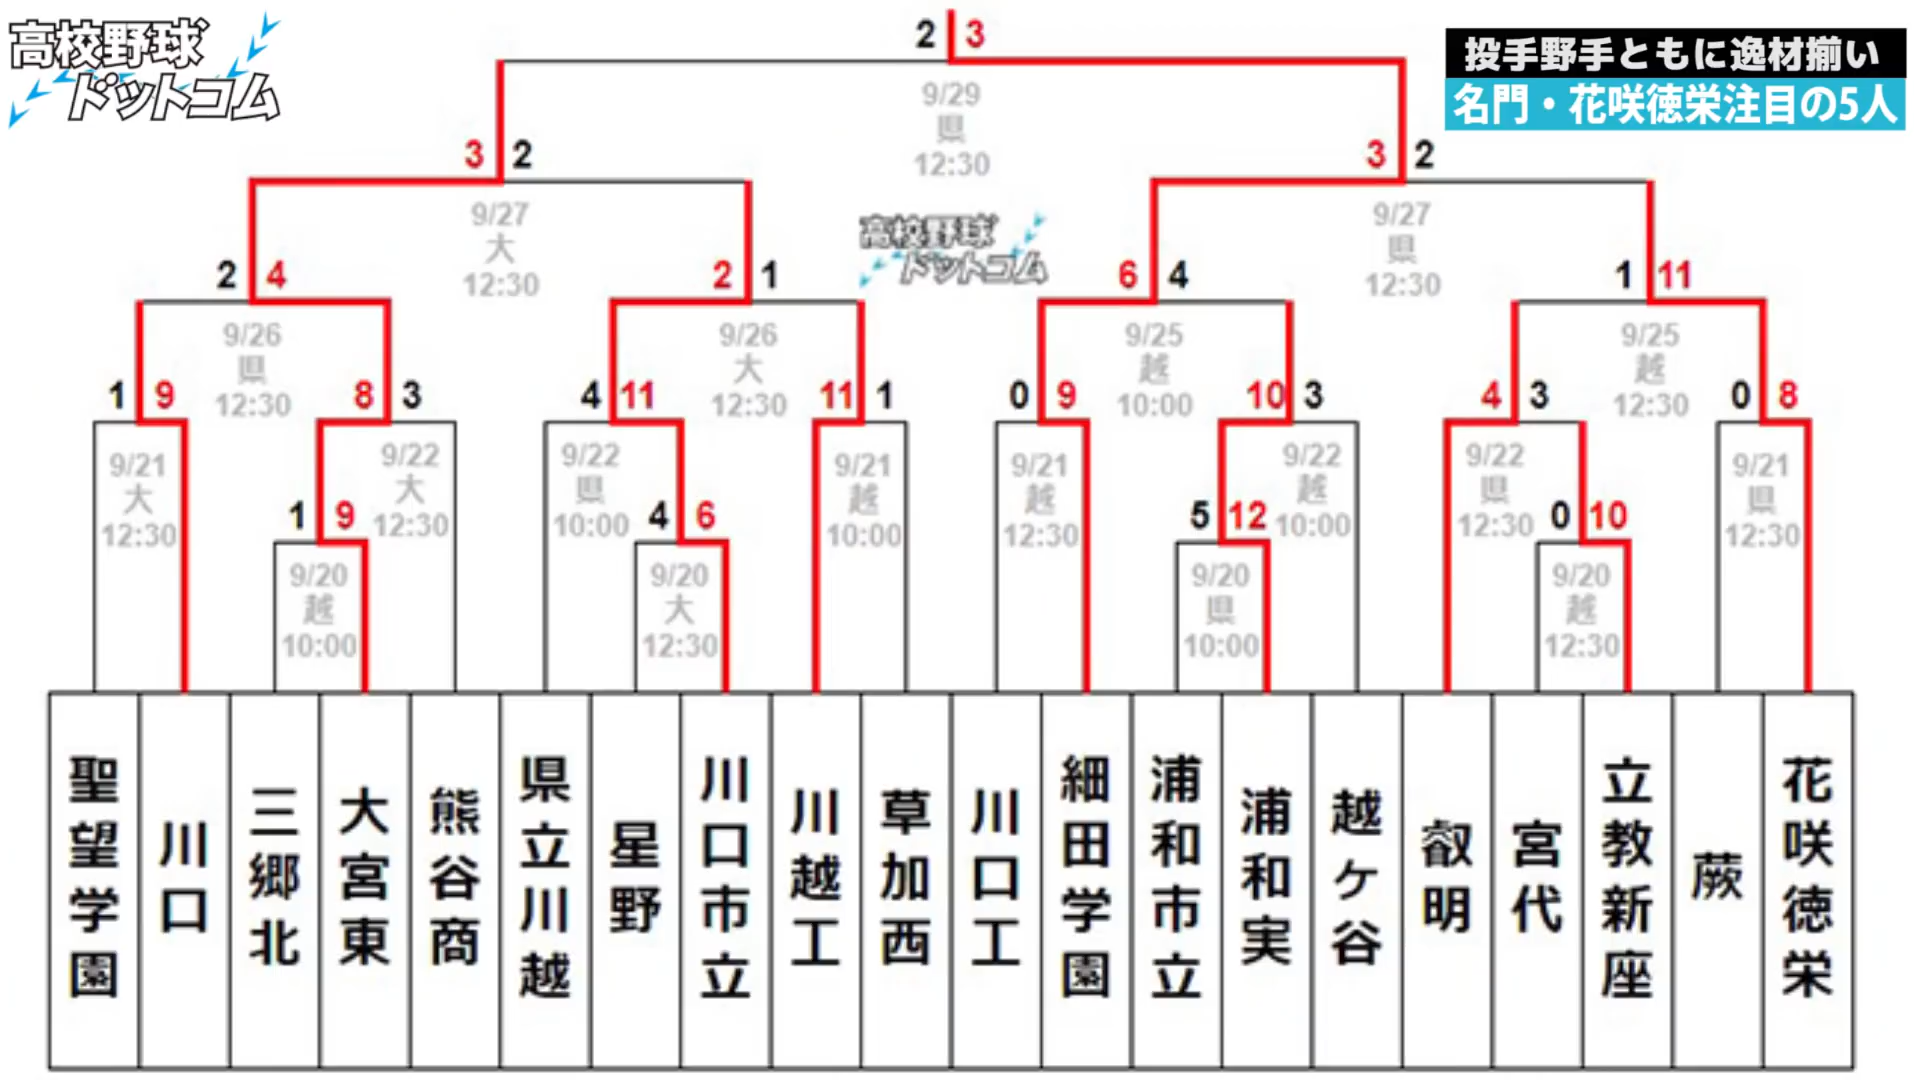 高校野球
ドットコム
投手野手ともに逸材揃い
名門・花咲徳栄注目の5人
2 3
9/29
県
12:30
3 2
3 2
9/27
大
12:30
高校野球
ドットコム
9/27
県
12:30
2 4
2 1
6 4
1 11
9/26
県
12:30
9/26
大
12:30
9/25
越
10:00
9/25
越
12:30
1 9
8 3
4 11
11 1
0 9
10 3
4 3
0 8
9/21
大
12:30
9/22
大
12:30
9/22
県
10:00
9/21
越
10:00
9/21
越
12:30
9/22
越
10:00
9/22
県
12:30
9/21
県
12:30
1 9
4 6
5 12
0 10
9/20
越
10:00
9/20
大
12:30
9/20
県
10:00
9/20
越
12:30
聖望学園
川口
三郷北
大宮東
熊谷商
県立川越
星野
川口市立
川越工
草加西
川口工
細田学園
浦和市立
浦和実
越ケ谷
叡明
宮代
立教新座
蕨
花咲徳栄